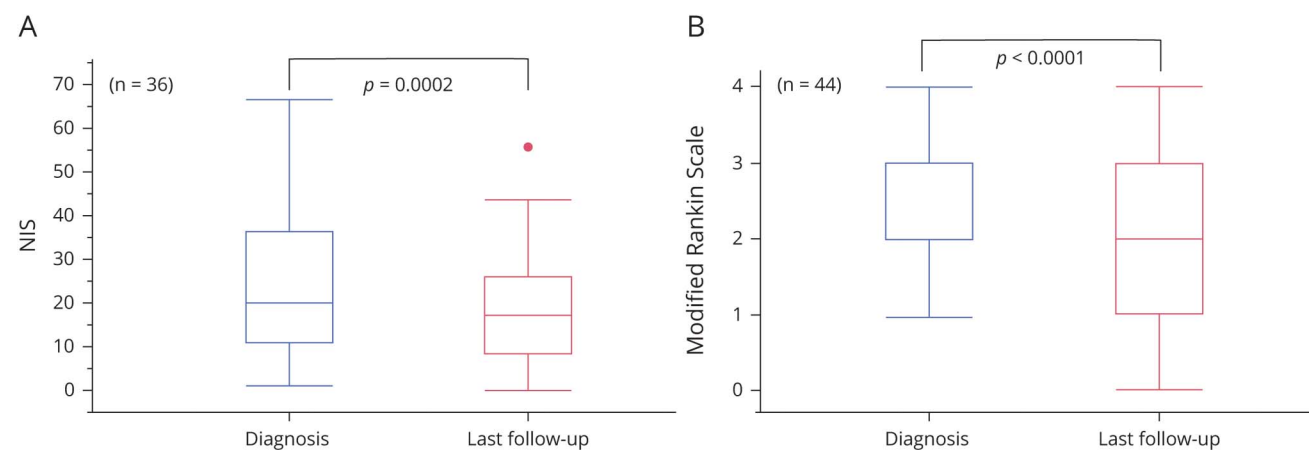 A
NIS
70
60
50
40
30
20
10
0
(n = 36)
p = 0.0002
Diagnosis
Last follow-up
B
Modified Rankin Scale
4
3
2
1
0
(n = 44)
p < 0.0001
Diagnosis
Last follow-up